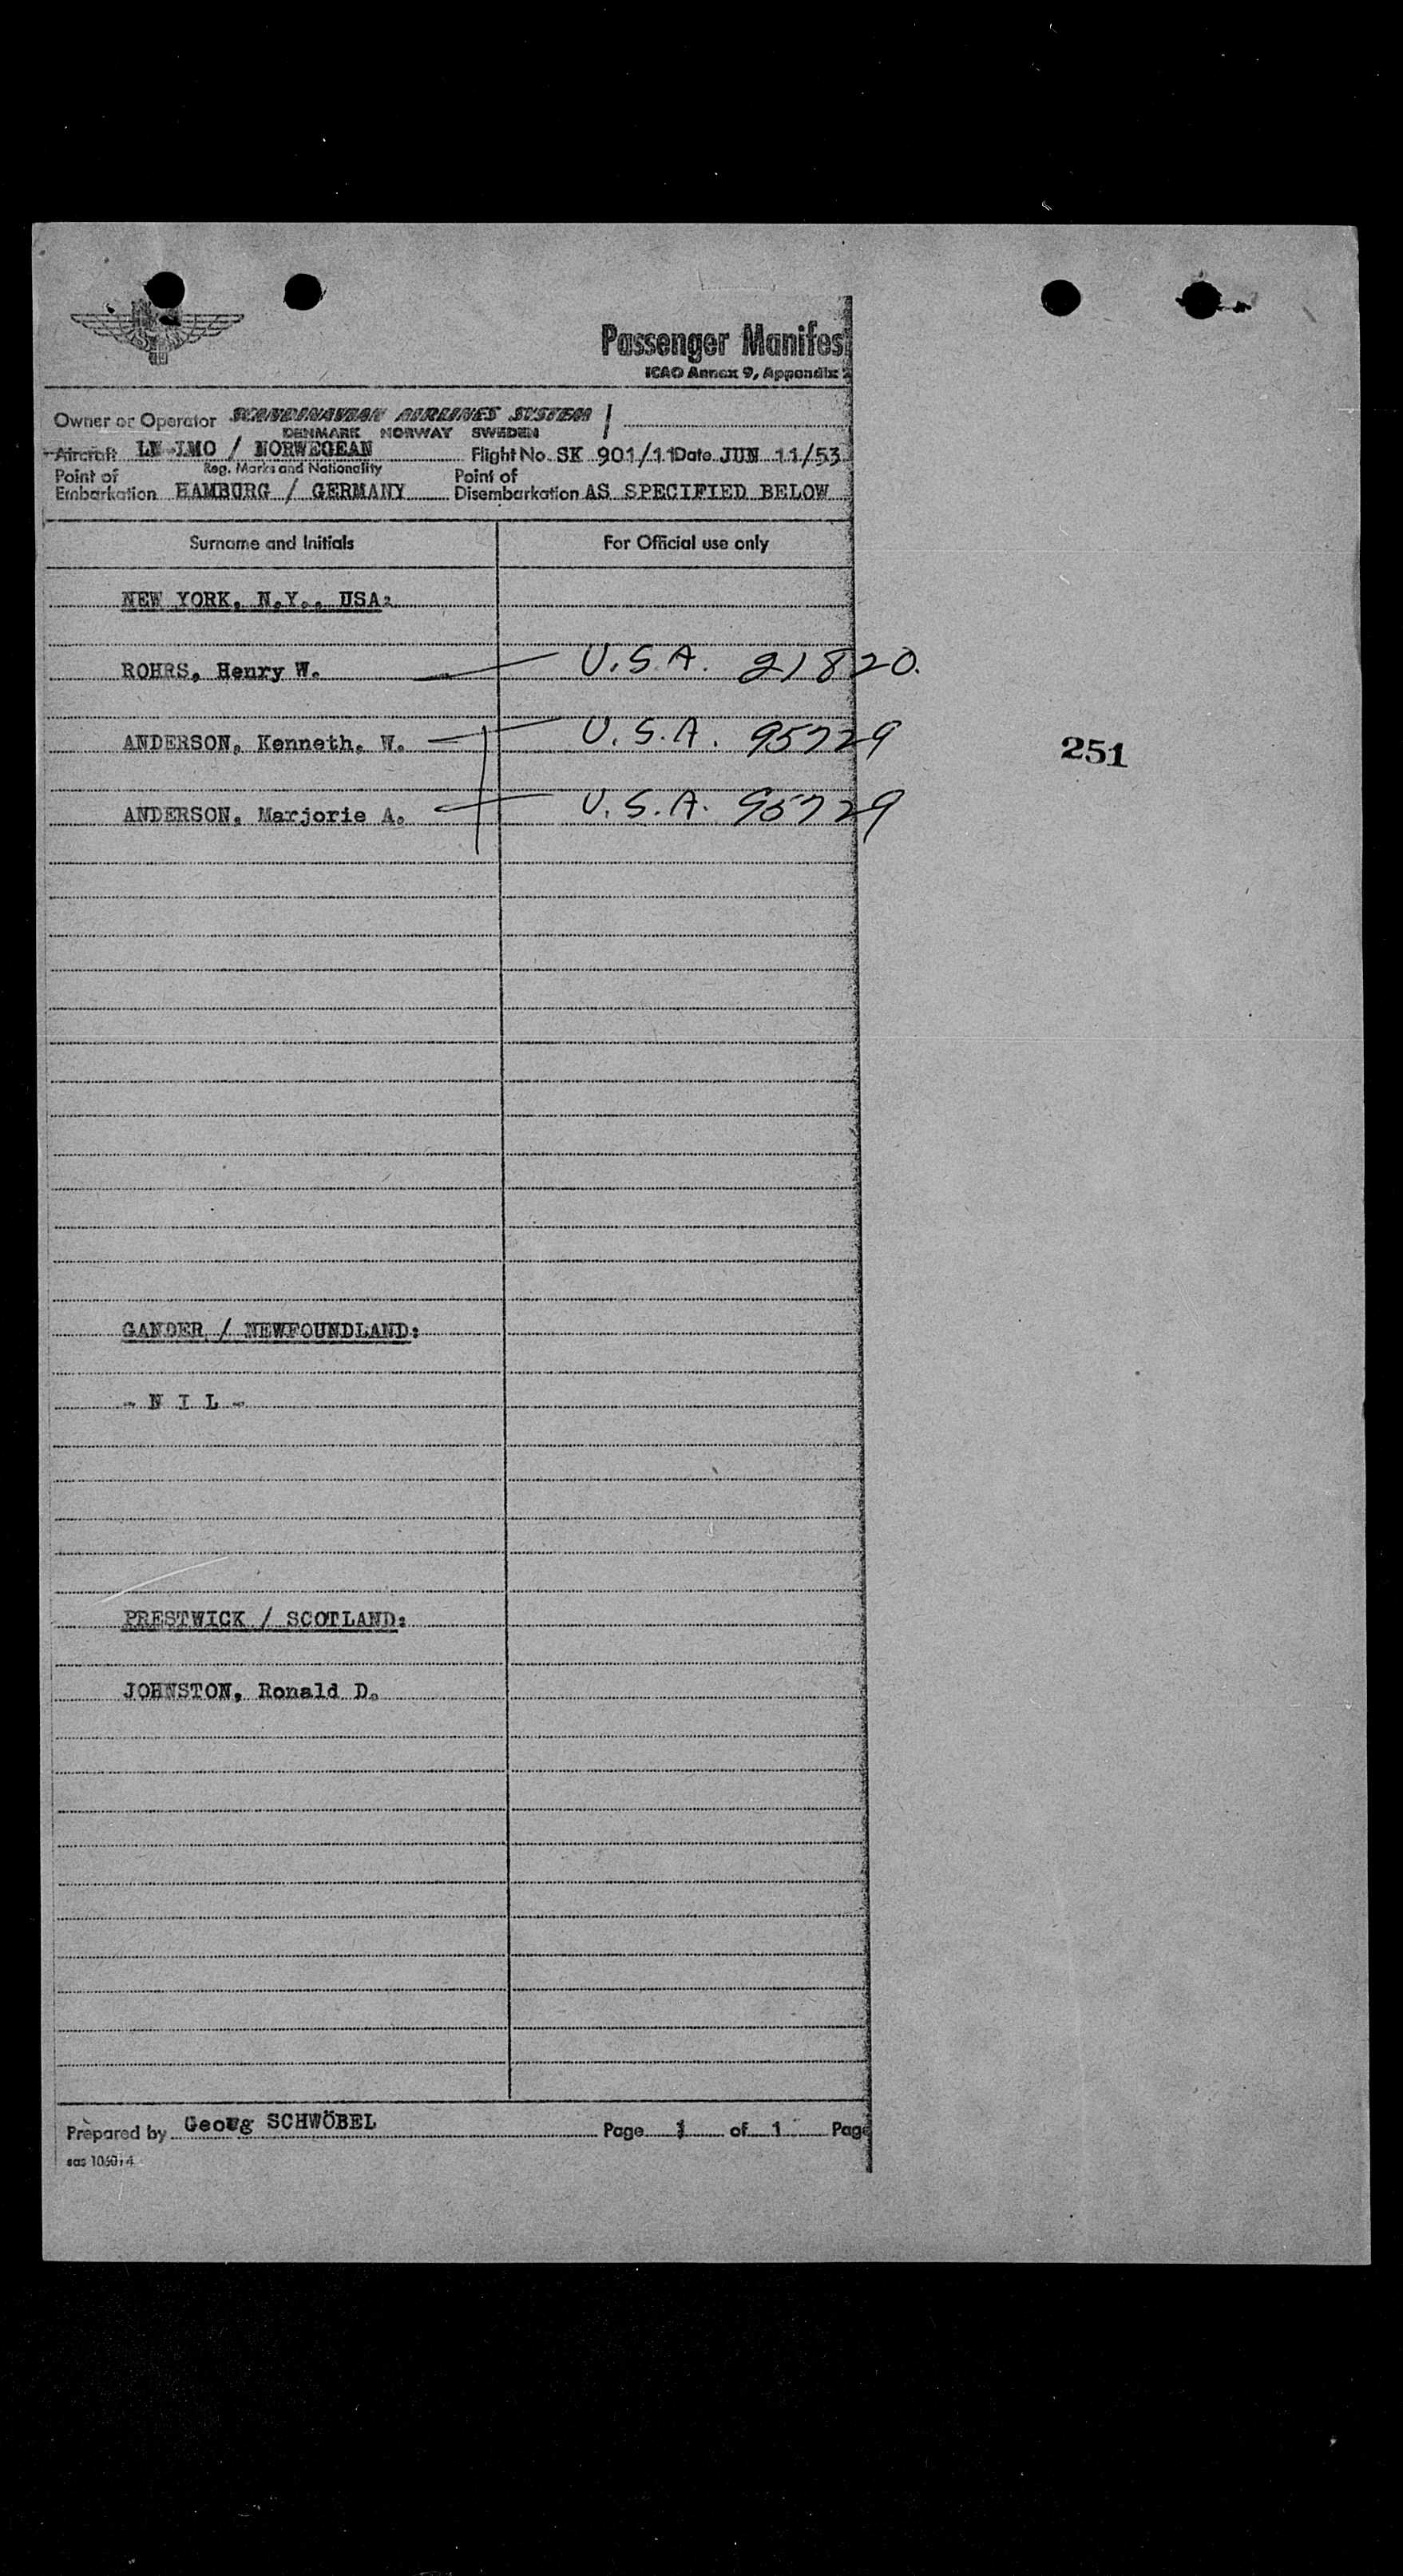 Passenger Manifes
ICAO Annex 9, Appendix 2
Owner or Operator SCANDINAVIAN AIRLINES SYSTEM
DENMARK NORWAY SWEDEN
Aircraft LN-LMO / NORWEGEAN Flight No. SK 901/11 Date JUN 11/53
Reg. Marks and Nationality
Point of Embarkation HAMBURG / GERMANY Point of Disembarkation AS SPECIFIED BELOW
Surname and Initials For Official use only
NEW YORK, N.Y., USA:
ROHRS, Henry W. U.S.A. 21820.
ANDERSON, Kenneth. W. U.S.A. 95729
251
ANDERSON, Marjorie A. U.S.A. 95729
GANDER / NEWFOUNDLAND:
- N I L -
PRESTWICK / SCOTLAND:
JOHNSTON, Ronald D.
Prepared by Georg SCHWÖBEL Page 1 of 1 Page
sas